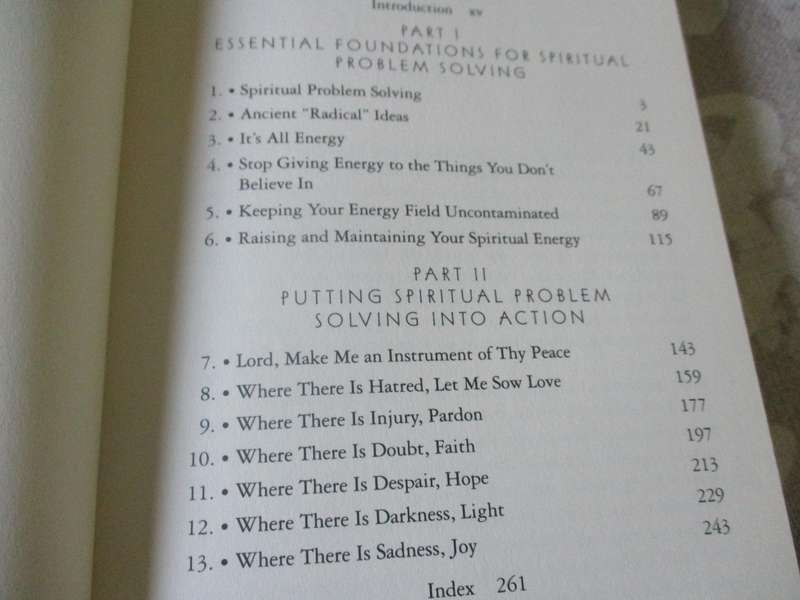 Introduction xv
PART I
ESSENTIAL FOUNDATIONS FOR SPIRITUAL
PROBLEM SOLVING
1. • Spiritual Problem Solving 3
2. • Ancient "Radical" Ideas 21
3. • It's All Energy 43
4. • Stop Giving Energy to the Things You Don't
Believe In 67
5. • Keeping Your Energy Field Uncontaminated 89
6. • Raising and Maintaining Your Spiritual Energy 115
PART II
PUTTING SPIRITUAL PROBLEM
SOLVING INTO ACTION
7. • Lord, Make Me an Instrument of Thy Peace 143
8. • Where There Is Hatred, Let Me Sow Love 159
9. • Where There Is Injury, Pardon 177
10. • Where There Is Doubt, Faith 197
11. • Where There Is Despair, Hope 213
12. • Where There Is Darkness, Light 229
13. • Where There Is Sadness, Joy 243
Index 261